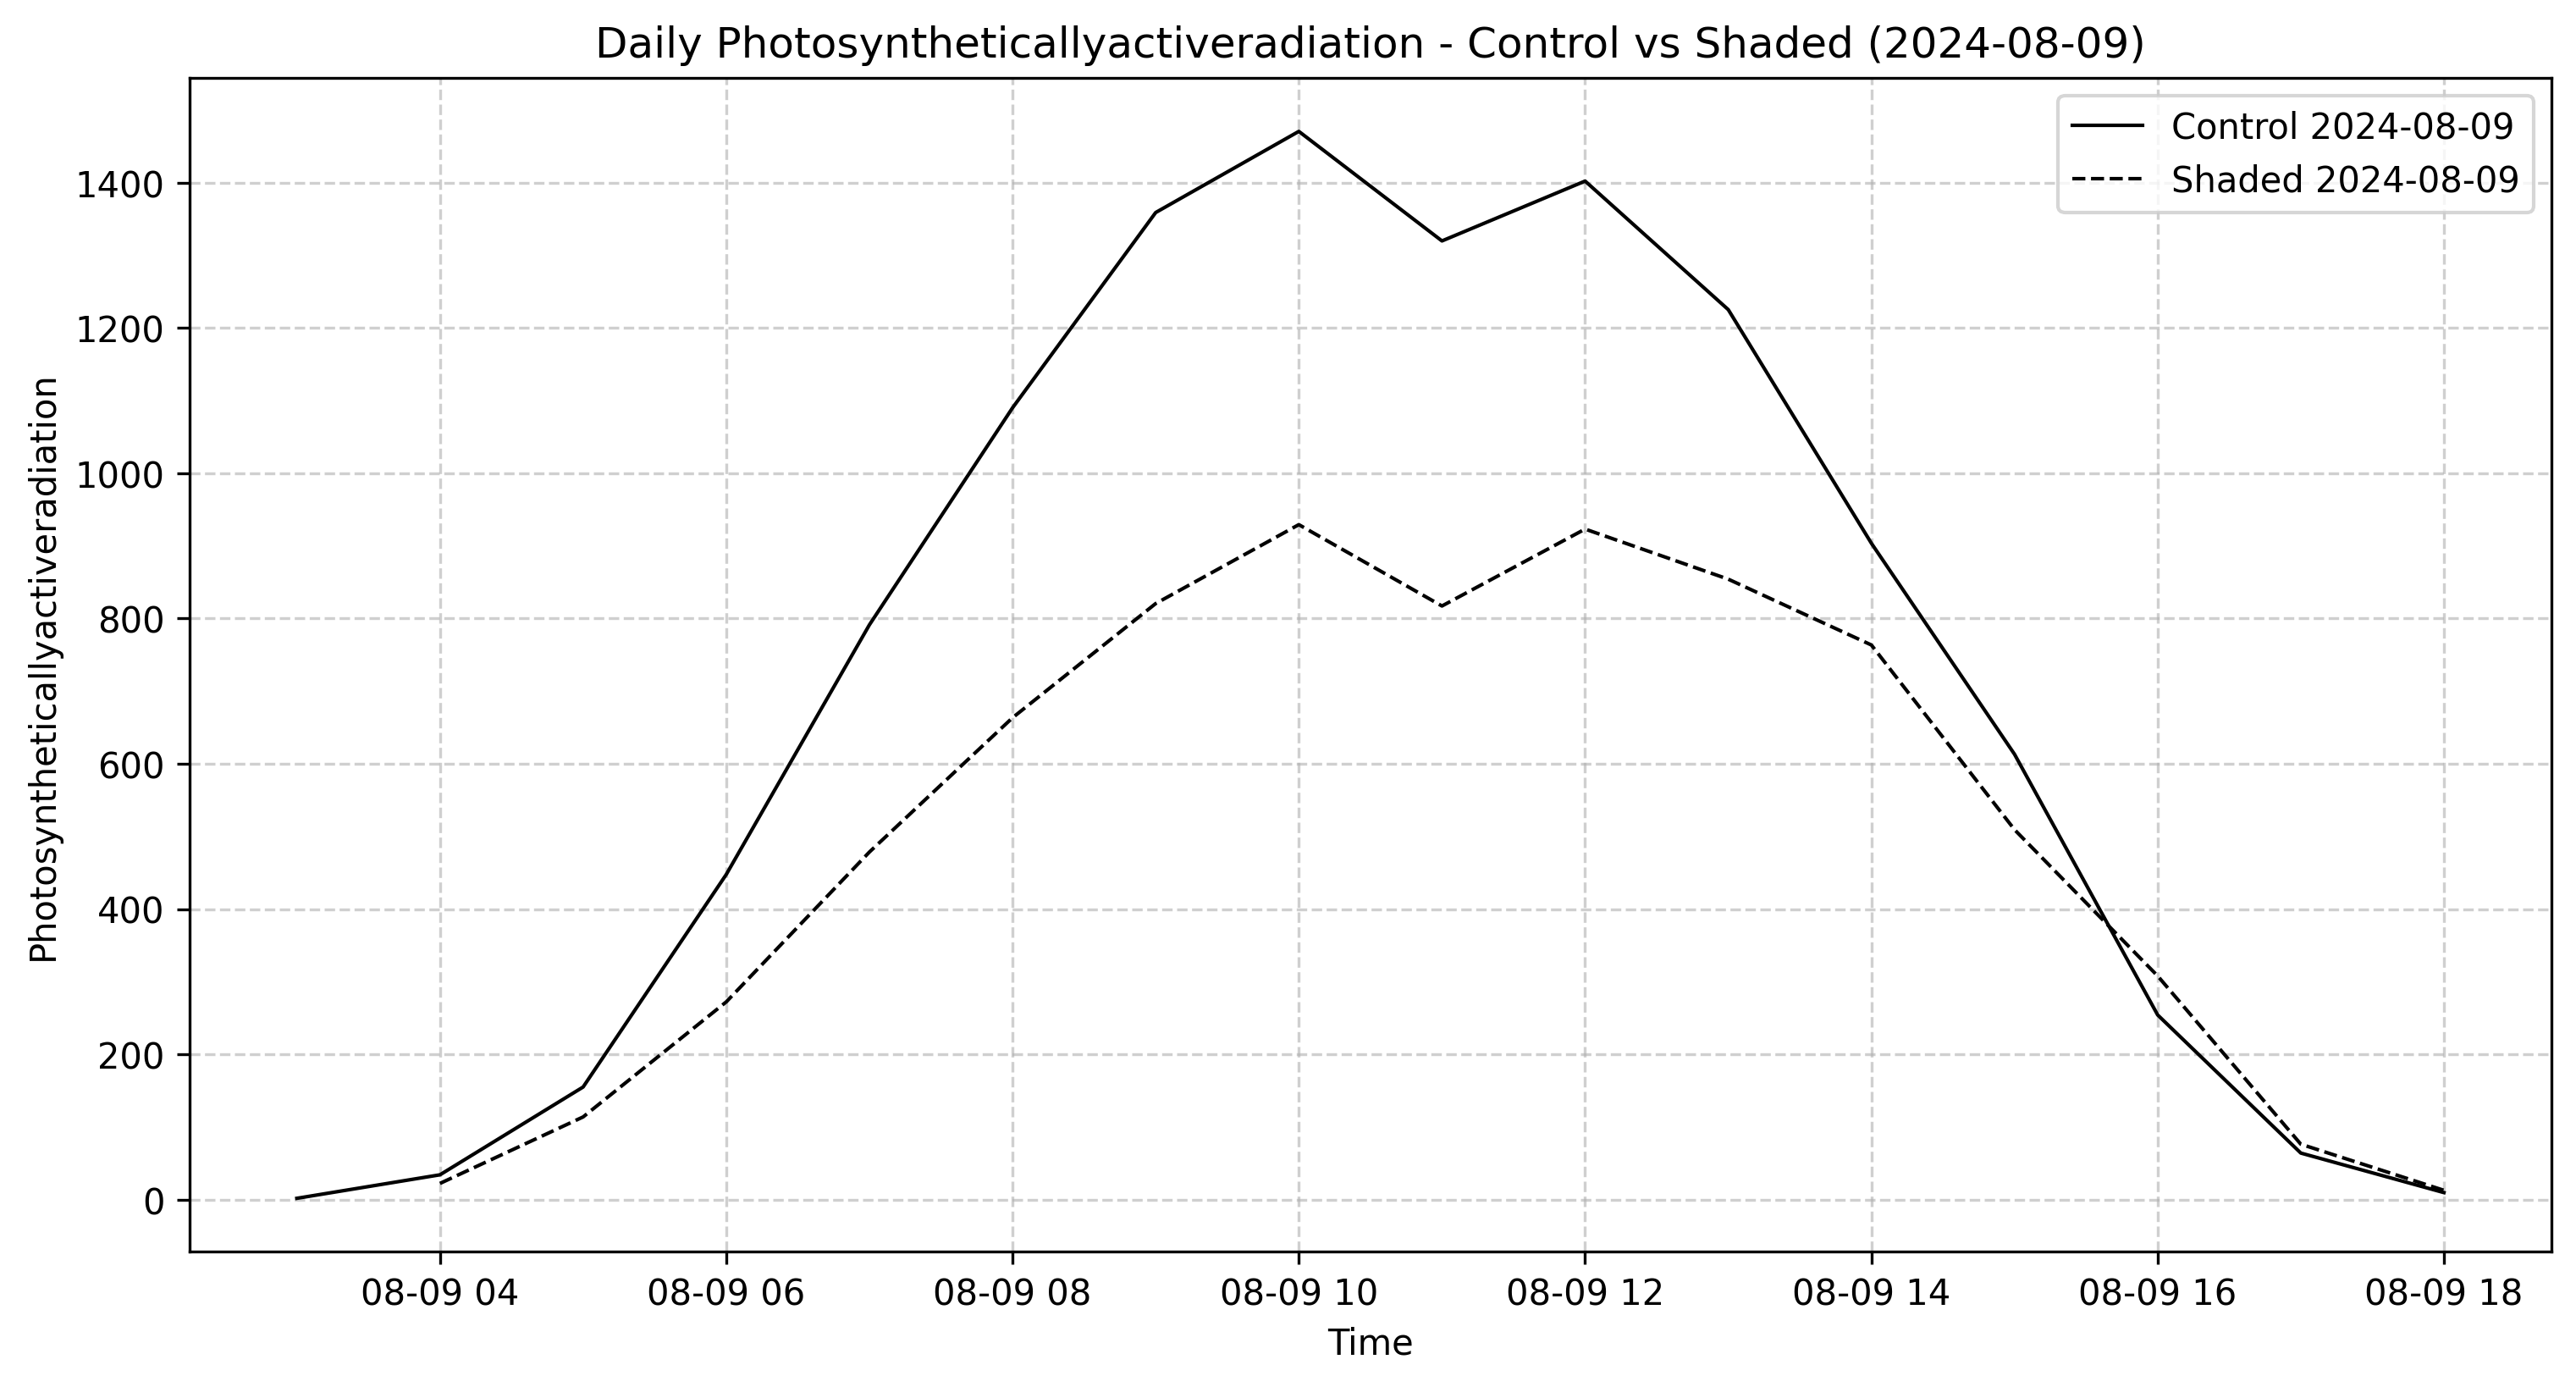 Daily Photosyntheticallyactiveradiation - Control vs Shaded (2024-08-09)
Control 2024-08-09
Shaded 2024-08-09
Photosyntheticallyactiveradiation
1400
1200
1000
800
600
400
200
0
08-09 04 08-09 06 08-09 08 08-09 10 08-09 12 08-09 14 08-09 16 08-09 18
Time